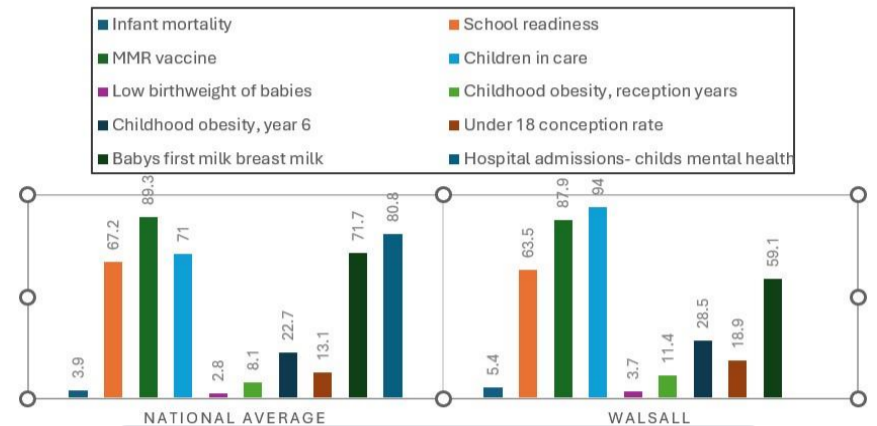 Infant mortality
School readiness
MMR vaccine
Children in care
Low birthweight of babies
Childhood obesity, reception years
Childhood obesity, year 6
Under 18 conception rate
Babys first milk breast milk
Hospital admissions- childs mental health
3.9
67.2
89.3
71
2.8
8.1
22.7
13.1
71.7
80.8
5.4
63.5
87.9
94
3.7
11.4
28.5
18.9
59.1
NATIONAL AVERAGE
WALSALL